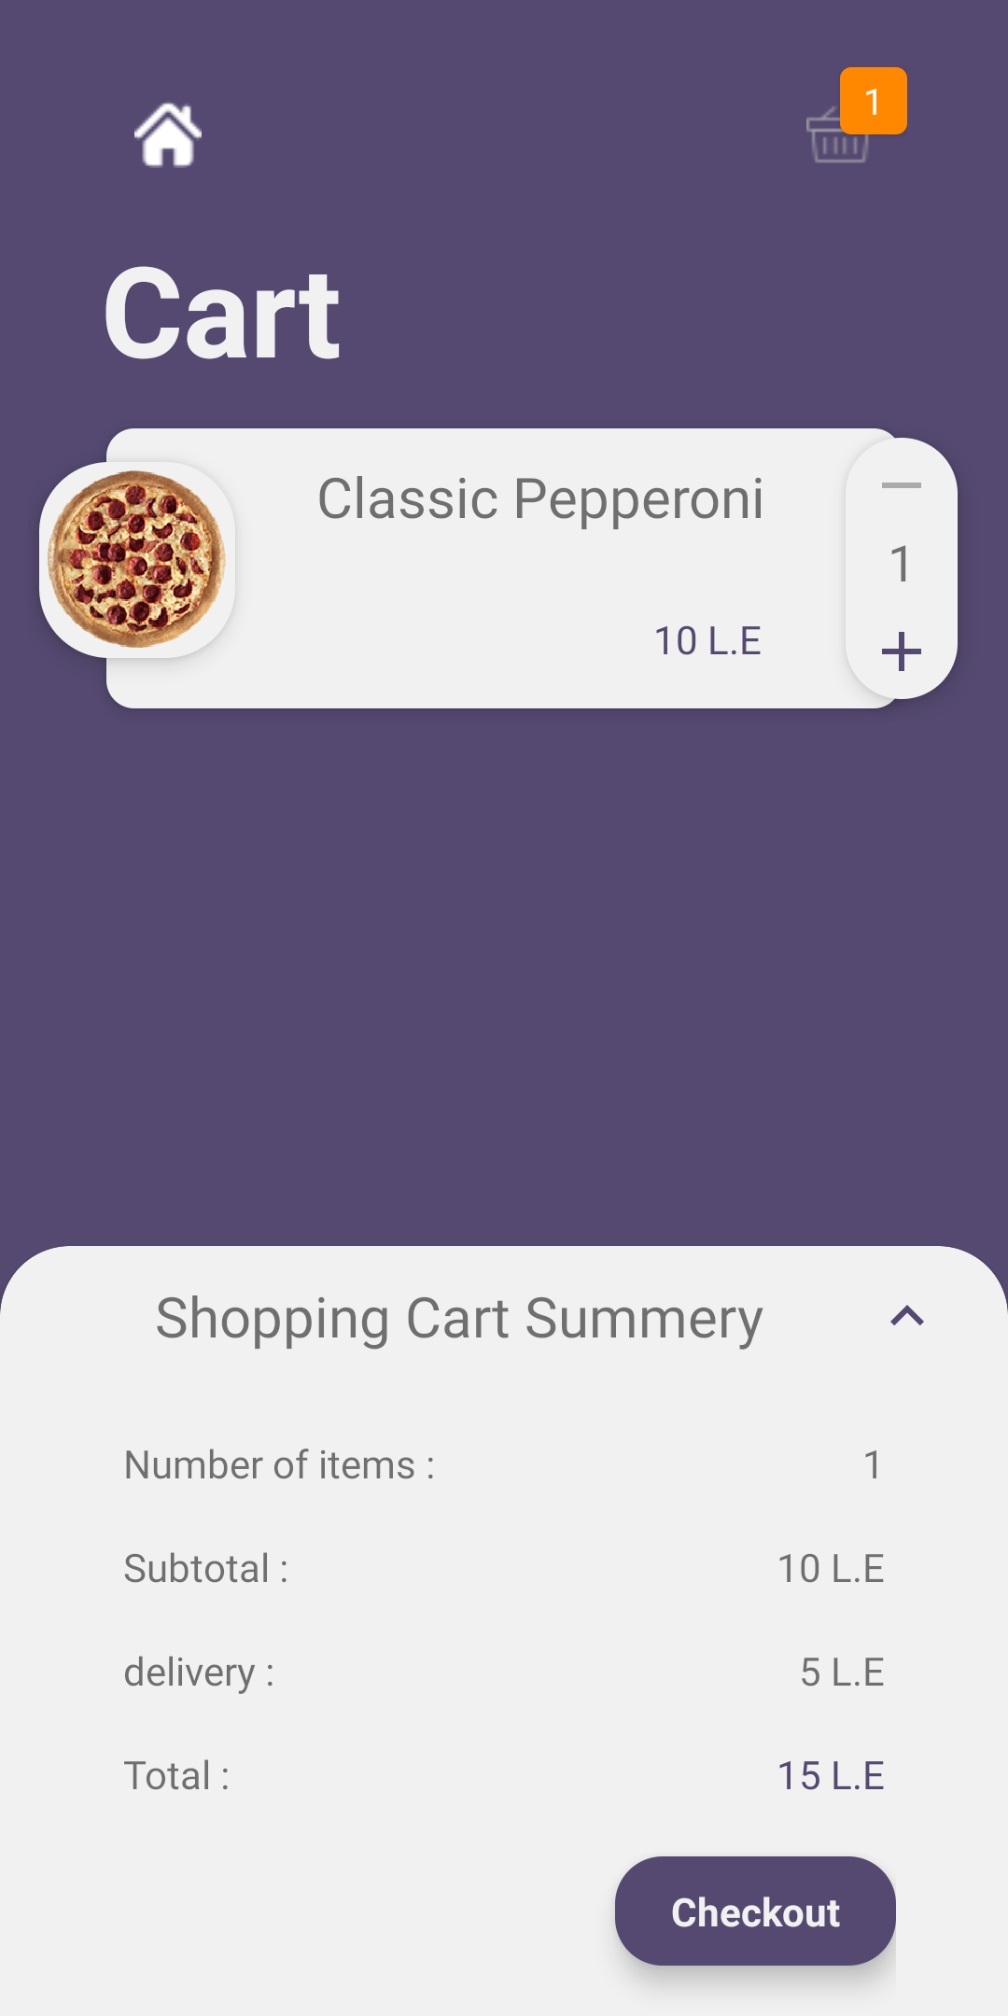 1
Cart
Classic Pepperoni
1
10 L.E
Shopping Cart Summery
Number of items : 1
Subtotal : 10 L.E
delivery : 5 L.E
Total : 15 L.E
Checkout